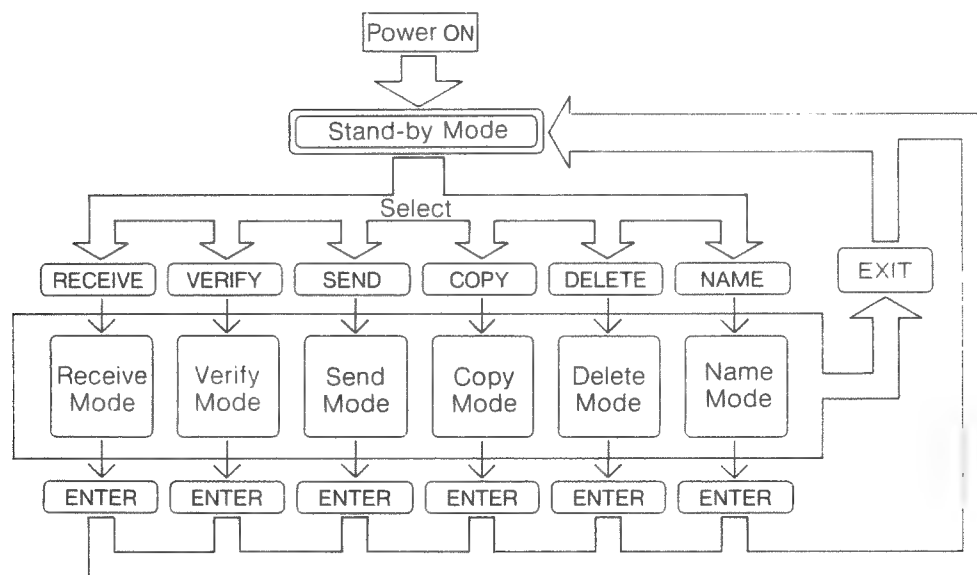 Power ON
Stand-by Mode
Select
RECEIVE
VERIFY
SEND
COPY
DELETE
NAME
EXIT
Receive
Mode
Verify
Mode
Send
Mode
Copy
Mode
Delete
Mode
Name
Mode
ENTER
ENTER
ENTER
ENTER
ENTER
ENTER